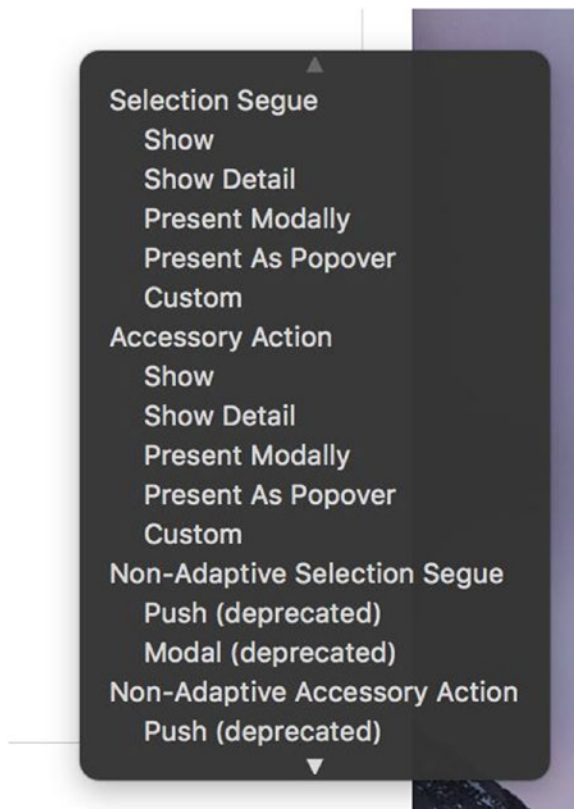 Selection Segue
Show
Show Detail
Present Modally
Present As Popover
Custom
Accessory Action
Show
Show Detail
Present Modally
Present As Popover
Custom
Non-Adaptive Selection Segue
Push (deprecated)
Modal (deprecated)
Non-Adaptive Accessory Action
Push (deprecated)